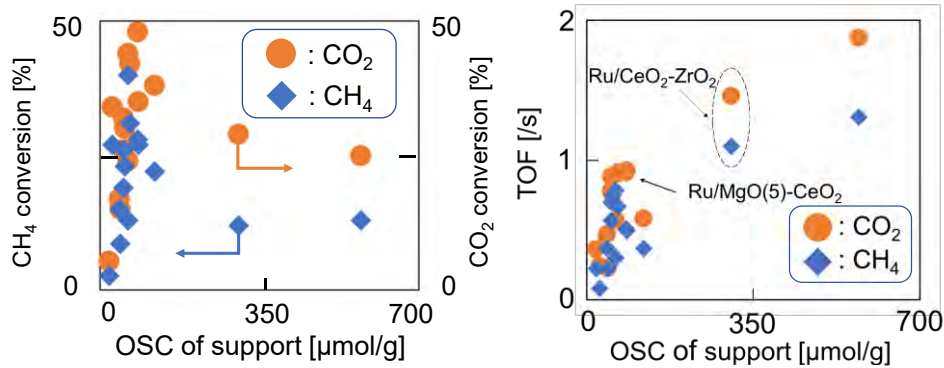 50
50
: CO₂
: CH₄
CH₄ conversion [%]
CO₂ conversion [%]
0
0
0
350
700
OSC of support [μmol/g]
2
Ru/CeO₂-ZrO₂
TOF [/s]
1
Ru/MgO(5)-CeO₂
: CO₂
: CH₄
0
0
350
700
OSC of support [μmol/g]